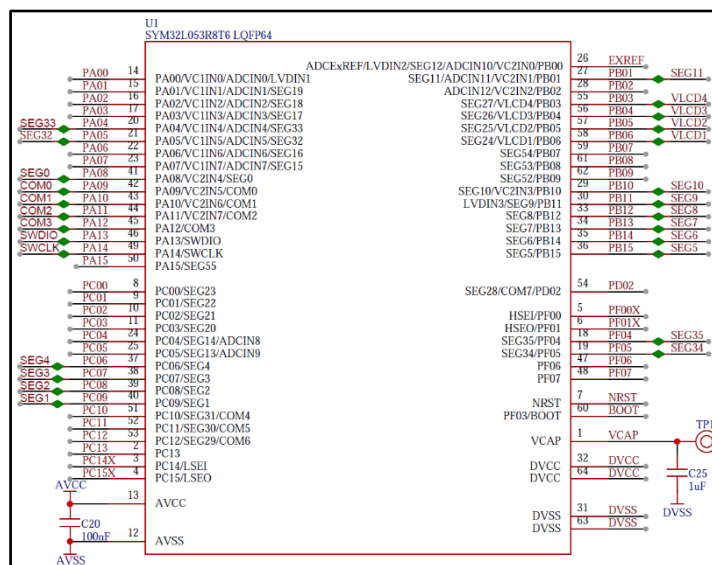 U1
SYM32L053R8T6 LQFP64
PA00 14 PA00/VC1IN0/ADCIN0/LVDIN1
PA01 15 PA01/VC1IN1/ADCIN1/SEG19
PA02 16 PA02/VC1IN2/ADCIN2/SEG18
PA03 17 PA03/VC1IN3/ADCIN3/SEG17
SEG33 PA04 20 PA04/VC1IN4/ADCIN4/SEG33
SEG32 PA05 21 PA05/VC1IN5/ADCIN5/SEG32
PA06 22 PA06/VC1IN6/ADCIN6/SEG16
PA07 23 PA07/VC1IN7/ADCIN7/SEG15
SEG0 PA08 41 PA08/VC2IN4/SEG0
COM0 PA09 42 PA09/VC2IN5/COM0
COM1 PA10 43 PA10/VC2IN6/COM1
COM2 PA11 44 PA11/VC2IN7/COM2
COM3 PA12 45 PA12/COM3
SWDIO PA13 46 PA13/SWDIO
SWCLK PA14 49 PA14/SWCLK
PA15 50 PA15/SEG55
PC00 8 PC00/SEG23
PC01 9 PC01/SEG22
PC02 10 PC02/SEG21
PC03 11 PC03/SEG20
PC04 24 PC04/SEG14/ADCIN8
PC05 25 PC05/SEG13/ADCIN9
SEG4 PC06 37 PC06/SEG4
SEG3 PC07 38 PC07/SEG3
SEG2 PC08 39 PC08/SEG2
SEG1 PC09 40 PC09/SEG1
PC10 51 PC10/SEG31/COM4
PC11 52 PC11/SEG30/COM5
PC12 53 PC12/SEG29/COM6
PC13 2 PC13
PC14X 3 PC14/LSEI
PC15X 4 PC15/LSEO
AVCC
13 AVCC
C20
100nF
12 AVSS
AVSS
ADCExREF/LVDIN2/SEG12/ADCIN10/VC2IN0/PB00 26 EXREF
SEG11/ADCIN11/VC2IN1/PB01 27 PB01 SEG11
ADCIN12/VC2IN2/PB02 28 PB02
SEG27/VLCD4/PB03 55 PB03 VLCD4
SEG26/VLCD3/PB04 56 PB04 VLCD3
SEG25/VLCD2/PB05 57 PB05 VLCD2
SEG24/VLCD1/PB06 58 PB06 VLCD1
SEG54/PB07 59 PB07
SEG53/PB08 61 PB08
SEG52/PB09 62 PB09
SEG10/VC2IN3/PB10 29 PB10 SEG10
LVDIN3/SEG9/PB11 30 PB11 SEG9
SEG8/PB12 33 PB12 SEG8
SEG7/PB13 34 PB13 SEG7
SEG6/PB14 35 PB14 SEG6
SEG5/PB15 36 PB15 SEG5
SEG28/COM7/PD02 54 PD02
HSEI/PF00 5 PF00X
HSEO/PF01 6 PF01X
SEG35/PF04 18 PF04 SEG35
SEG34/PF05 19 PF05 SEG34
PF06 47 PF06
PF07 48 PF07
NRST 7 NRST
PF03/BOOT 60 BOOT
VCAP 1 VCAP
TP1
DVCC 32 DVCC
DVCC 64 DVCC
C25
1uF
DVSS 31 DVSS
DVSS 63 DVSS
DVSS